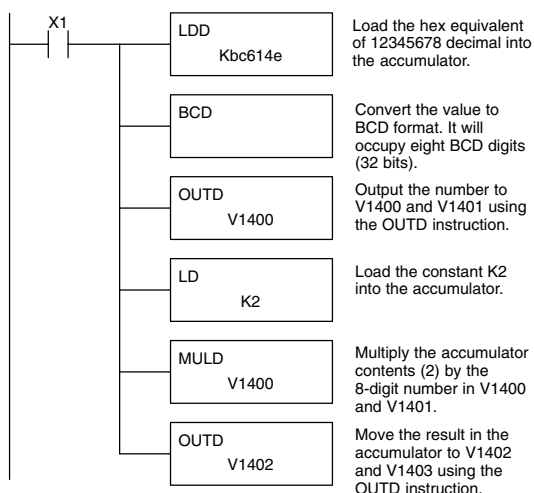 X1
LDD
Kbc614e
Load the hex equivalent
of 12345678 decimal into
the accumulator.
BCD
Convert the value to
BCD format. It will
occupy eight BCD digits
(32 bits).
OUTD
V1400
Output the number to
V1400 and V1401 using
the OUTD instruction.
LD
K2
Load the constant K2
into the accumulator.
MULD
V1400
Multiply the accumulator
contents (2) by the
8-digit number in V1400
and V1401.
OUTD
V1402
Move the result in the
accumulator to V1402
and V1403 using the
OUTD instruction.